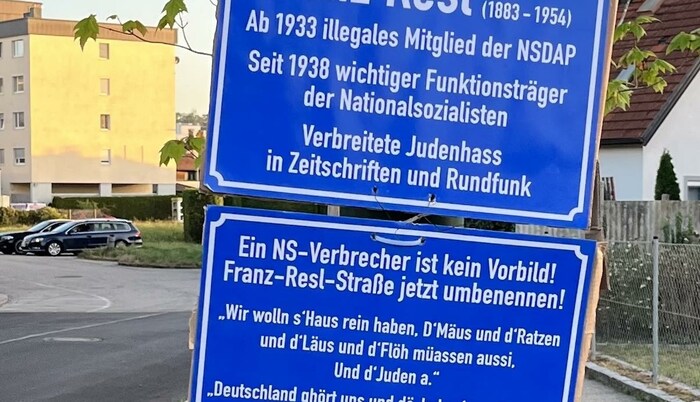 Resl (1883 – 1954)
Ab 1933 illegales Mitglied der NSDAP
Seit 1938 wichtiger Funktionsträger
der Nationalsozialisten
Verbreitete Judenhass
in Zeitschriften und Rundfunk
Ein NS-Verbrecher ist kein Vorbild!
Franz-Resl-Straße jetzt umbenennen!
„Wir wolln s‘Haus rein haben, D‘Mäus und d‘Ratzen
und d‘Läus und d‘Flöh müassen aussi,
Und d‘Juden a.“
„Deutschland ghört uns und